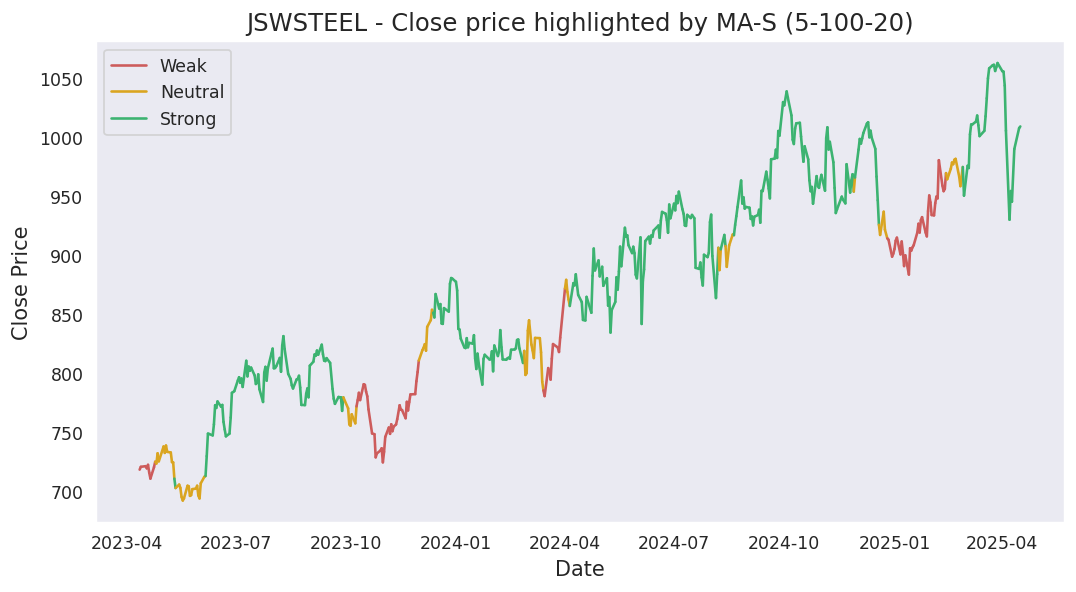 JSWSTEEL - Close price highlighted by MA-S (5-100-20)
Weak
Neutral
Strong
Close Price
1050
1000
950
900
850
800
750
700
2023-04 2023-07 2023-10 2024-01 2024-04 2024-07 2024-10 2025-01 2025-04
Date